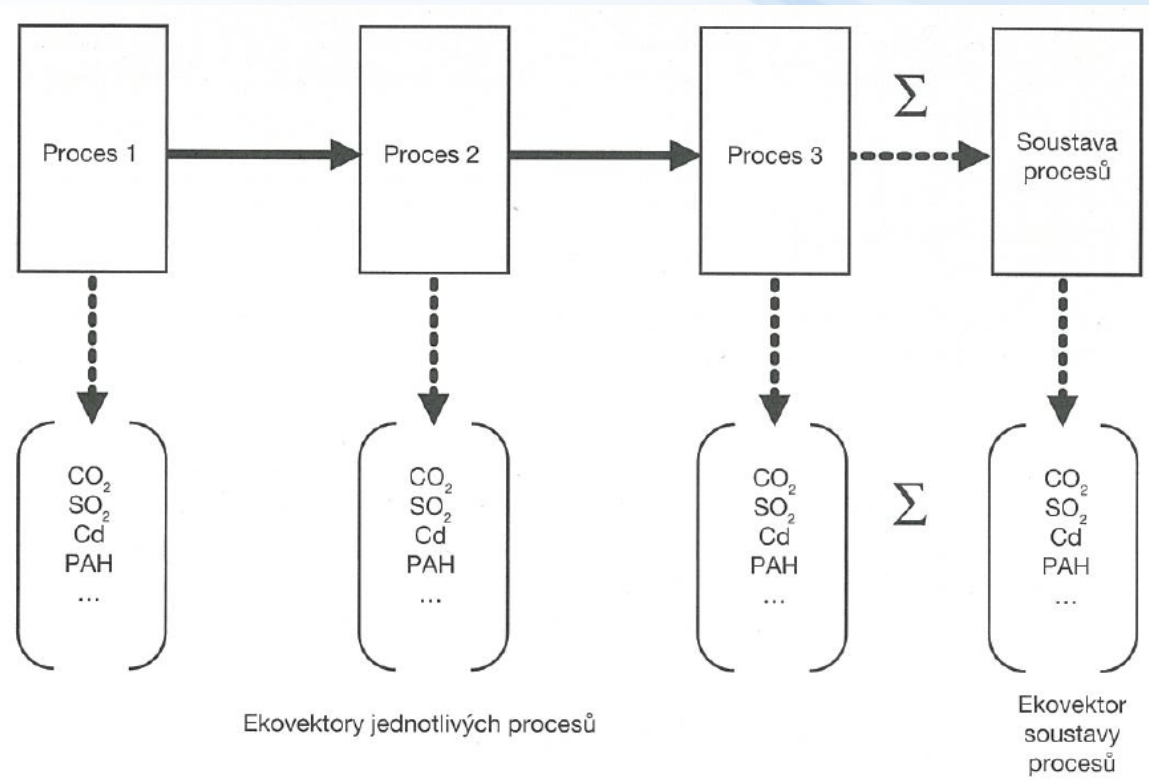 Proces 1
Proces 2
Proces 3
Σ
Soustava
procesů
CO₂
SO₂
Cd
PAH
...
CO₂
SO₂
Cd
PAH
...
CO₂
SO₂
Cd
PAH
...
Σ
CO₂
SO₂
Cd
PAH
...
Ekovektory jednotlivých procesů
Ekovektor
soustavy
procesů